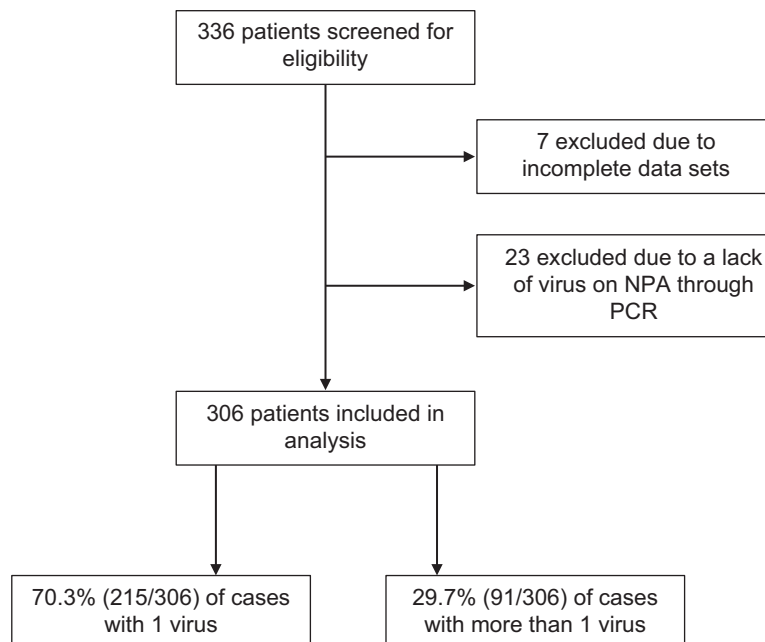 336 patients screened for
eligibility
7 excluded due to
incomplete data sets
23 excluded due to a lack
of virus on NPA through
PCR
306 patients included in
analysis
70.3% (215/306) of cases
with 1 virus
29.7% (91/306) of cases
with more than 1 virus